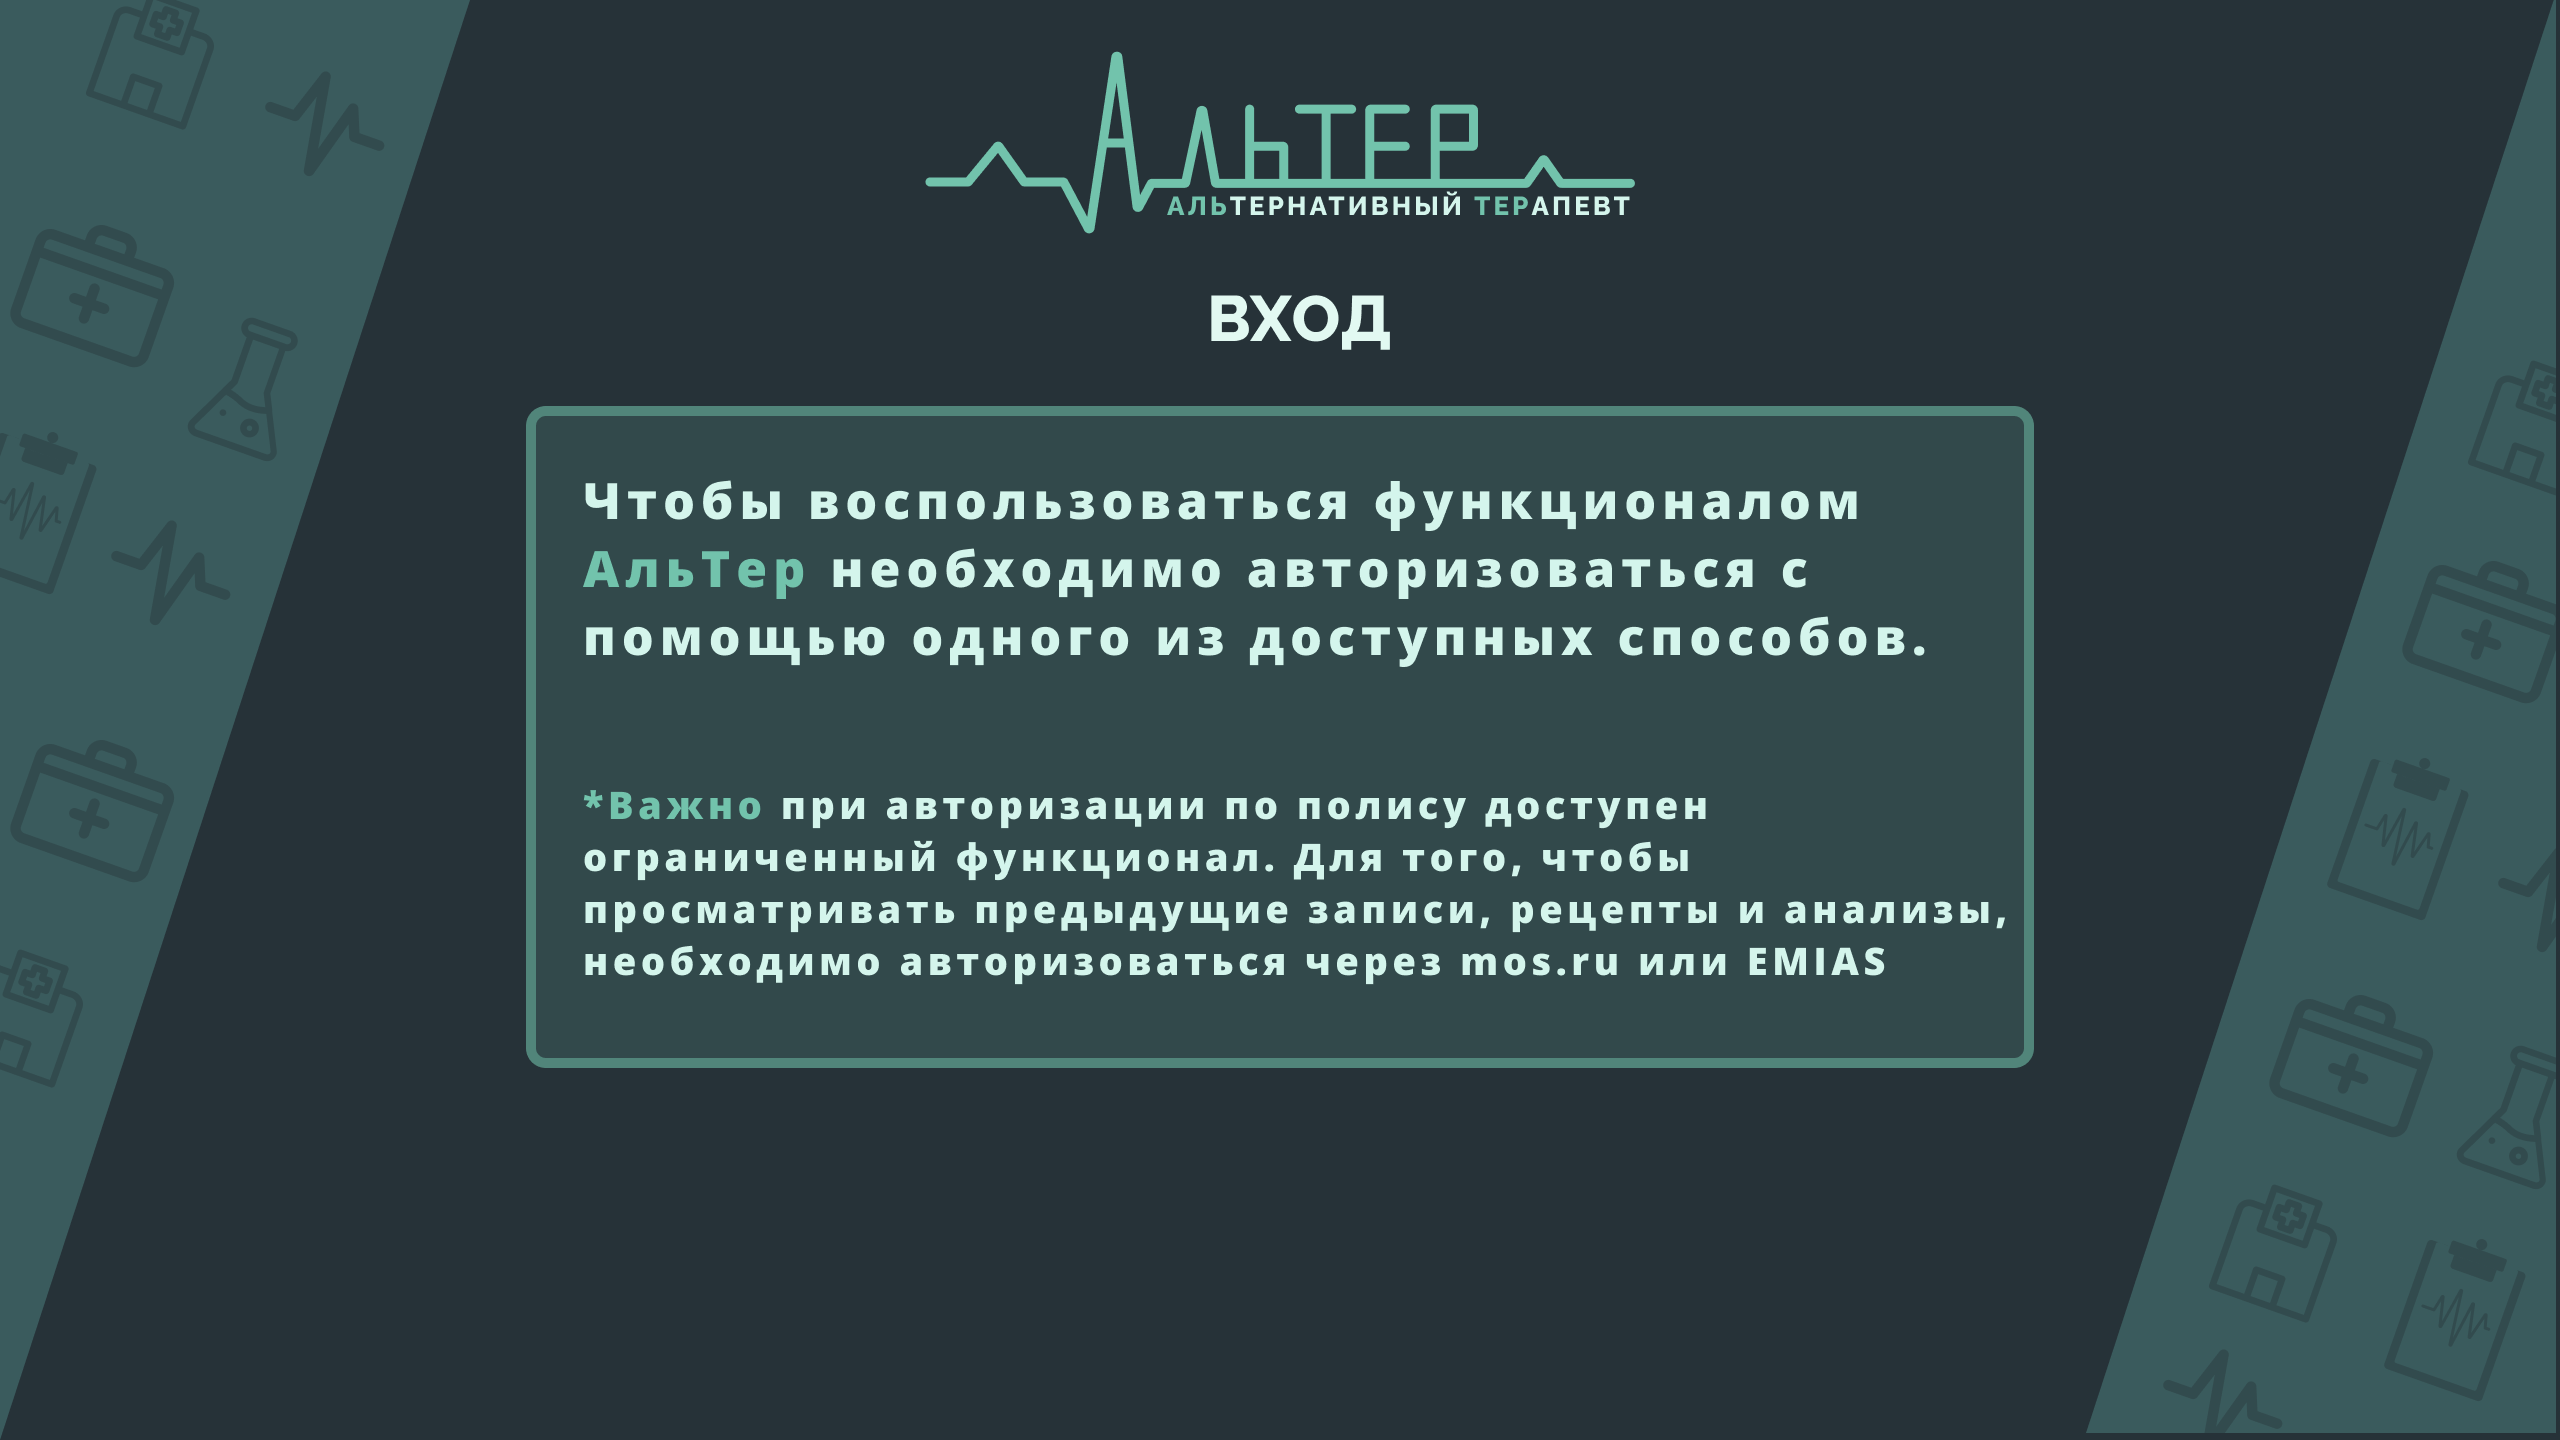 АльТЕР
АЛЬТЕРНАТИВНЫЙ ТЕРАПЕВТ
ВХОД
Чтобы воспользоваться функционалом
АльТер необходимо авторизоваться с
помощью одного из доступных способов.
*Важно при авторизации по полису доступен
ограниченный функционал. Для того, чтобы
просматривать предыдущие записи, рецепты и анализы,
необходимо авторизоваться через mos.ru или EMIAS